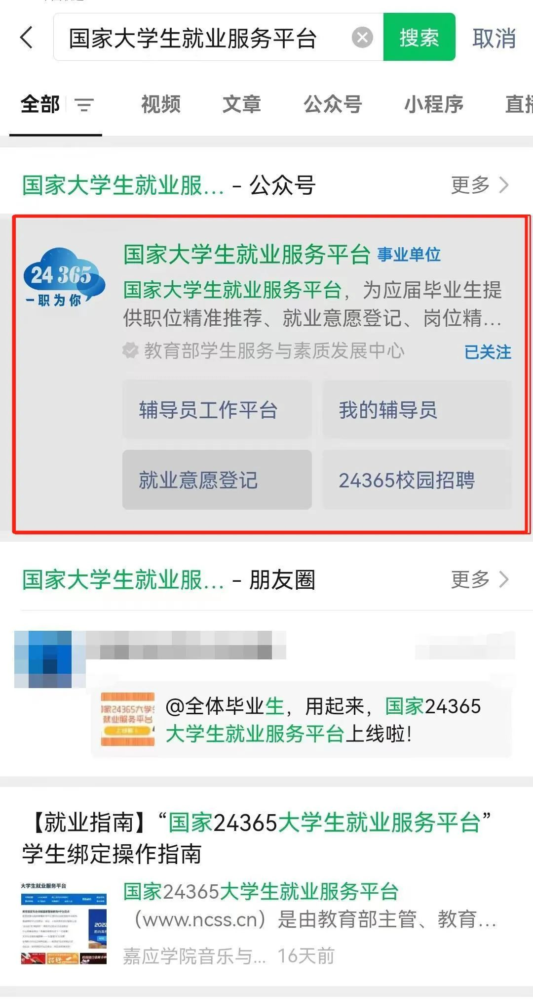 国家大学生就业服务平台
搜索
取消
全部
视频
文章
公众号
小程序
国家大学生就业服... - 公众号
更多
24 365
一职为你
国家大学生就业服务平台 事业单位
国家大学生就业服务平台，为应届毕业生提
供职位精准推荐、就业意愿登记、岗位精...
教育部学生服务与素质发展中心
已关注
辅导员工作平台
我的辅导员
就业意愿登记
24365校园招聘
国家大学生就业服... - 朋友圈
更多
@全体毕业生，用起来，国家24365
大学生就业服务平台上线啦！
【就业指南】“国家24365大学生就业服务平台”
学生绑定操作指南
大学生就业服务平台
国家24365大学生就业服务平台
（www.ncss.cn）是由教育部主管、教育...
嘉应学院音乐与... 16天前